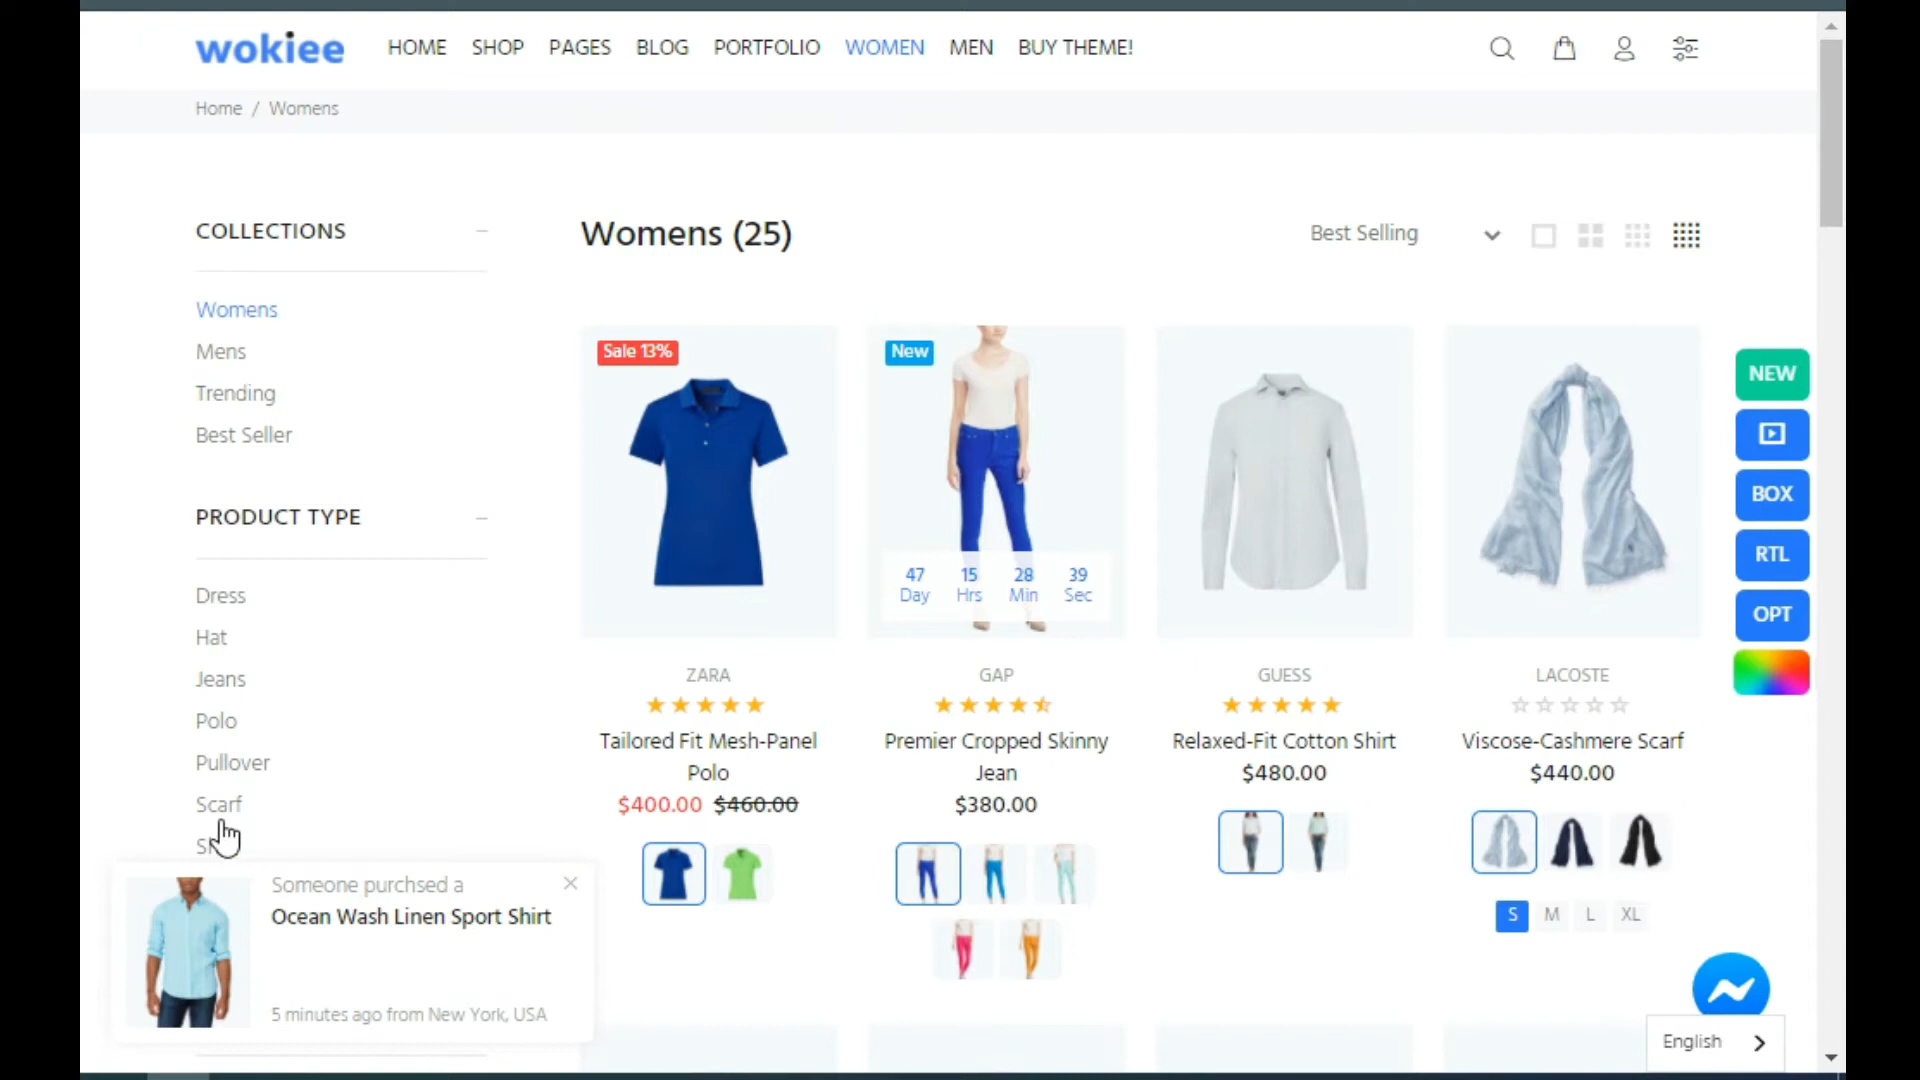 wokiee HOME SHOP PAGES BLOG PORTFOLIO WOMEN MEN BUY THEME!
Home / Womens
COLLECTIONS
Womens
Mens
Trending
Best Seller
PRODUCT TYPE
Dress
Hat
Jeans
Polo
Pullover
Scarf
Someone purchsed a
Ocean Wash Linen Sport Shirt
5 minutes ago from New York, USA
Womens (25)
Best Selling
Sale 13%
ZARA
Tailored Fit Mesh-Panel
Polo
$400.00 $460.00
New
47 15 28 39
Day Hrs Min Sec
GAP
Premier Cropped Skinny
Jean
$380.00
GUESS
Relaxed-Fit Cotton Shirt
$480.00
LACOSTE
Viscose-Cashmere Scarf
$440.00
S M L XL
NEW
BOX
RTL
OPT
English